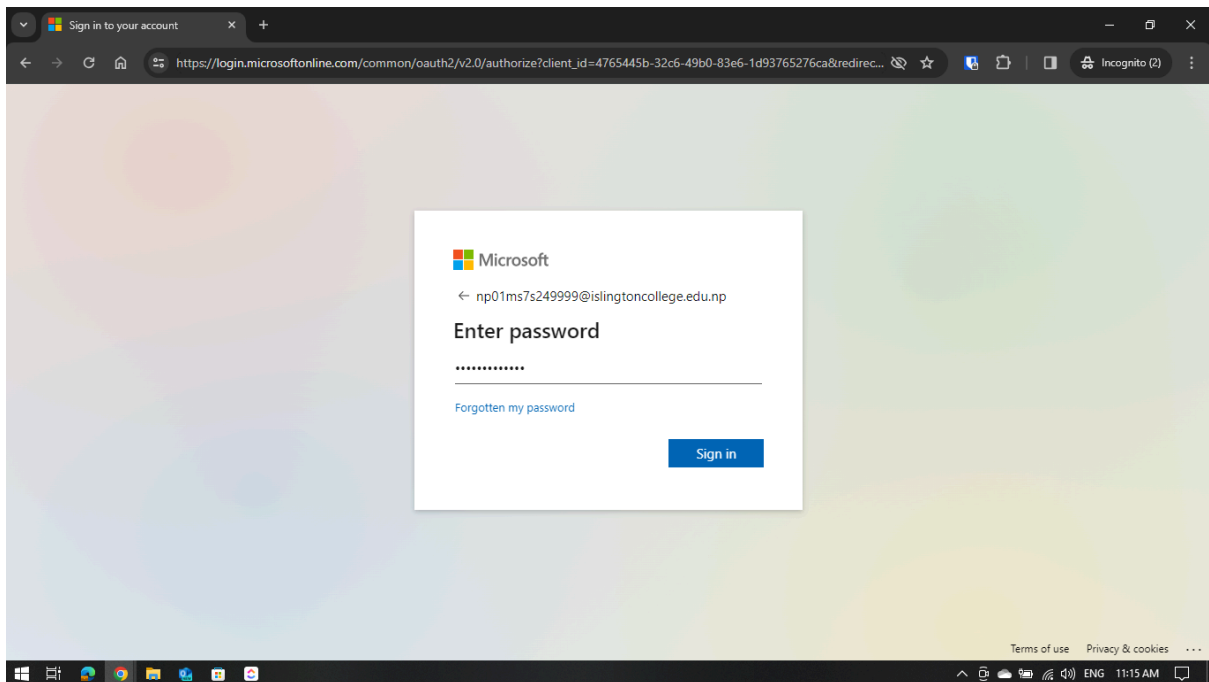 Sign in to your account
https://login.microsoftonline.com/common/oauth2/v2.0/authorize?client_id=4765445b-32c6-49b0-83e6-1d93765276ca&redirec...
Incognito (2)
Microsoft
np01ms7s249999@islingtoncollege.edu.np
Enter password
•••••••••••••
Forgotten my password
Sign in
Terms of use Privacy & cookies ...
ENG 11:15 AM